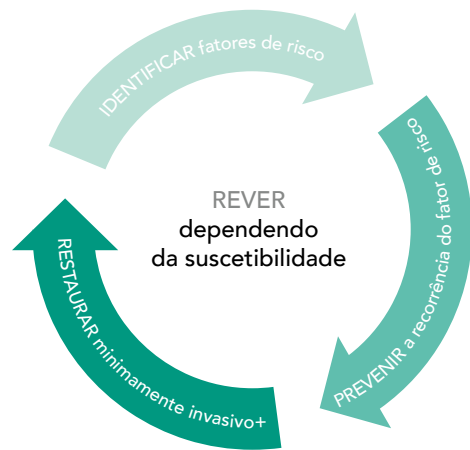 IDENTIFICAR fatores de risco
PREVENIR a recorrência do fator de risco
RESTAURAR minimamente invasivo+
REVER
dependendo
da suscetibilidade